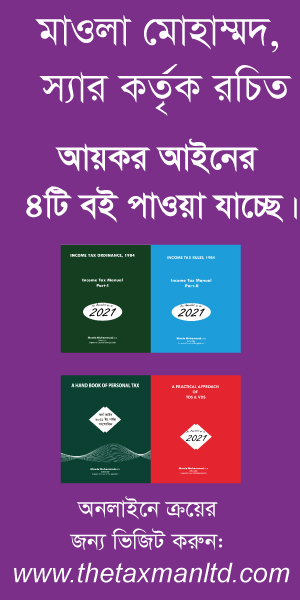 মাওলা মোহাম্মদ,
স্যার কর্তৃক রচিত
আয়কর আইনের
৪টি বই পাওয়া যাচ্ছে।
INCOME TAX ORDINANCE, 1984
Income Tax Manual
Part-I
2021
INCOME TAX RULES, 1984
Income Tax Manual
Part-II
2021
A HAND BOOK OF PERSONAL TAX
A PRACTICAL APPROACH
OF TDS & VDS
2021
অনলাইনে ক্রয়ের
জন্য ভিজিট করুন:
www.thetaxmanltd.com